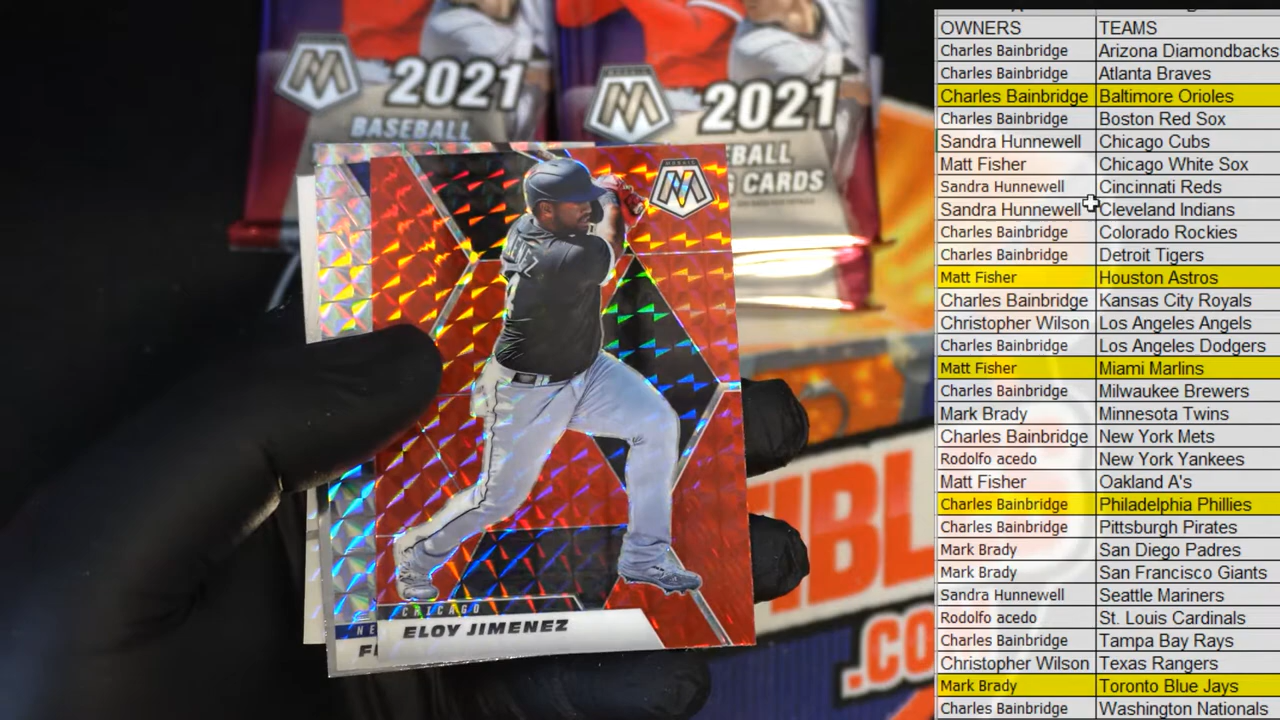 2021
BASEBALL
2021
BALL
CARDS
MOSAIC
CHICAGO
ELOY JIMENEZ
NE
IBL
.CO
OWNERS TEAMS
Charles Bainbridge Arizona Diamondbacks
Charles Bainbridge Atlanta Braves
Charles Bainbridge Baltimore Orioles
Charles Bainbridge Boston Red Sox
Sandra Hunnewell Chicago Cubs
Matt Fisher Chicago White Sox
Sandra Hunnewell Cincinnati Reds
Sandra Hunnewell Cleveland Indians
Charles Bainbridge Colorado Rockies
Charles Bainbridge Detroit Tigers
Matt Fisher Houston Astros
Charles Bainbridge Kansas City Royals
Christopher Wilson Los Angeles Angels
Charles Bainbridge Los Angeles Dodgers
Matt Fisher Miami Marlins
Charles Bainbridge Milwaukee Brewers
Mark Brady Minnesota Twins
Charles Bainbridge New York Mets
Rodolfo acedo New York Yankees
Matt Fisher Oakland A's
Charles Bainbridge Philadelphia Phillies
Charles Bainbridge Pittsburgh Pirates
Mark Brady San Diego Padres
Mark Brady San Francisco Giants
Sandra Hunnewell Seattle Mariners
Rodolfo acedo St. Louis Cardinals
Charles Bainbridge Tampa Bay Rays
Christopher Wilson Texas Rangers
Mark Brady Toronto Blue Jays
Charles Bainbridge Washington Nationals